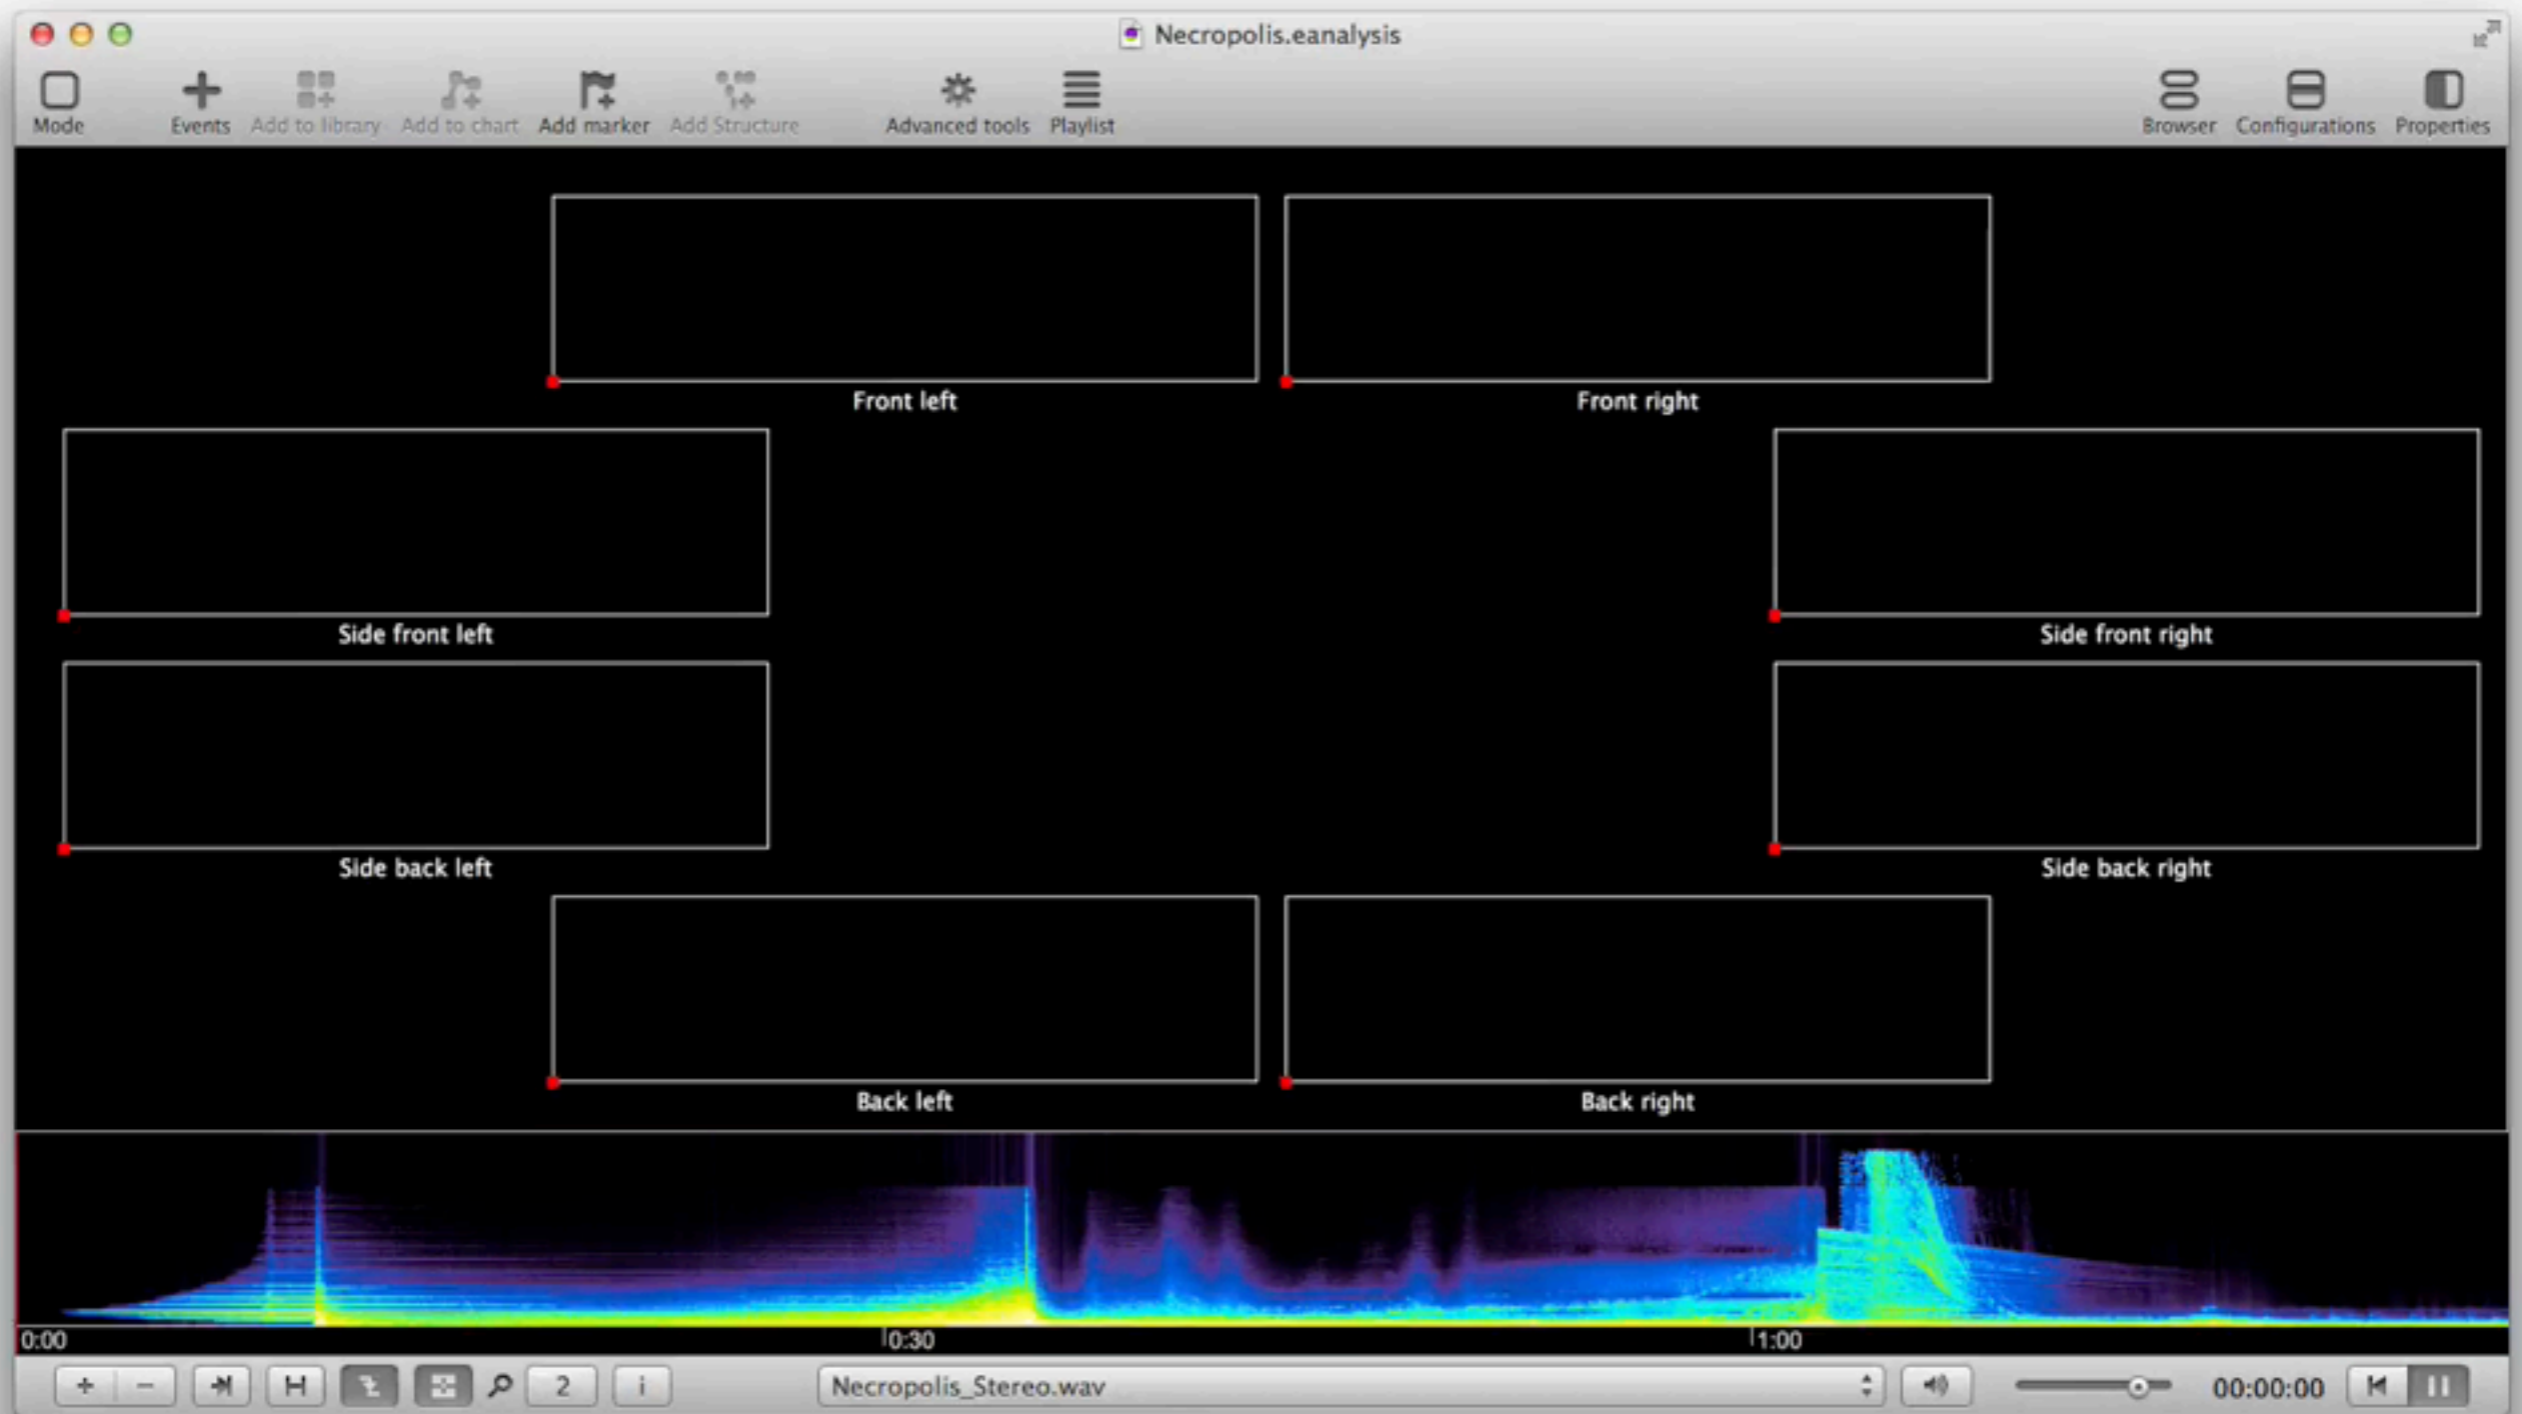 Necropolis.eanalysis
Mode Events Add to library Add to chart Add marker Add Structure Advanced tools Playlist Browser Configurations Properties
Front left Front right
Side front left Side front right
Side back left Side back right
Back left Back right
0:00 0:30 1:00
+ − H 2 i Necropolis_Stereo.wav 00:00:00